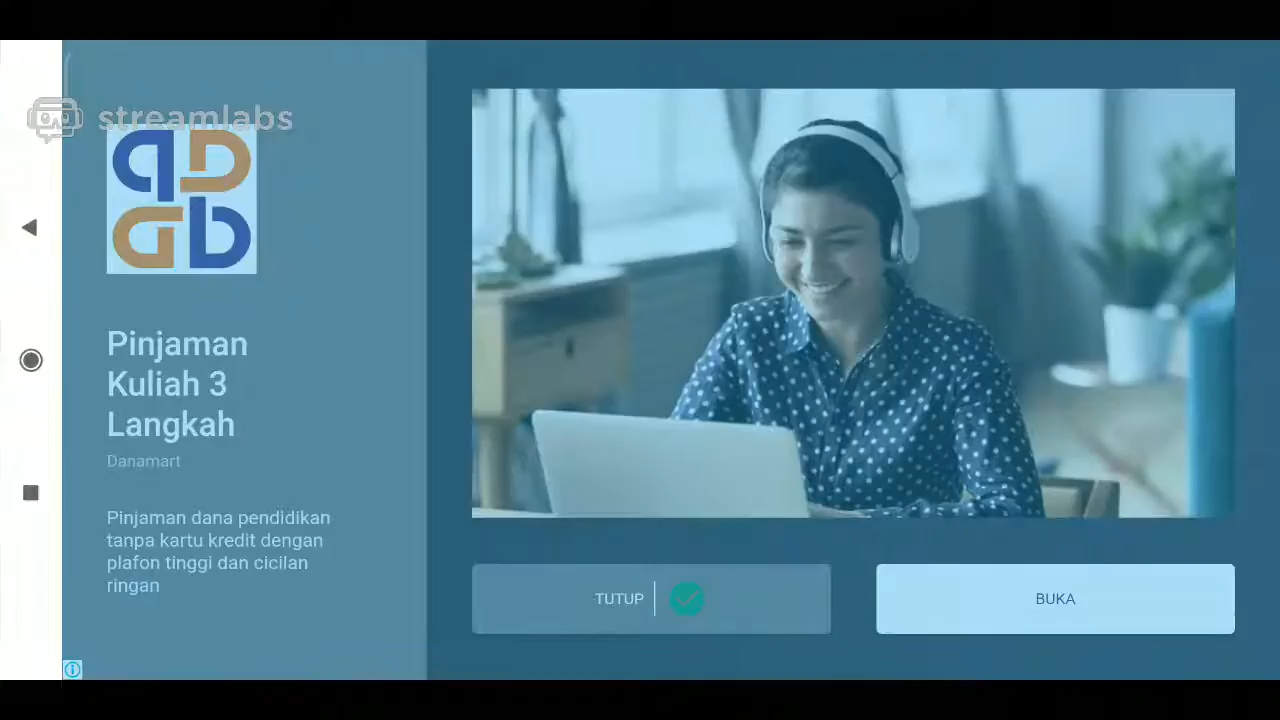 streamlabs
Pinjaman
Kuliah 3
Langkah
Danamart
Pinjaman dana pendidikan
tanpa kartu kredit dengan
plafon tinggi dan cicilan
ringan
TUTUP
BUKA